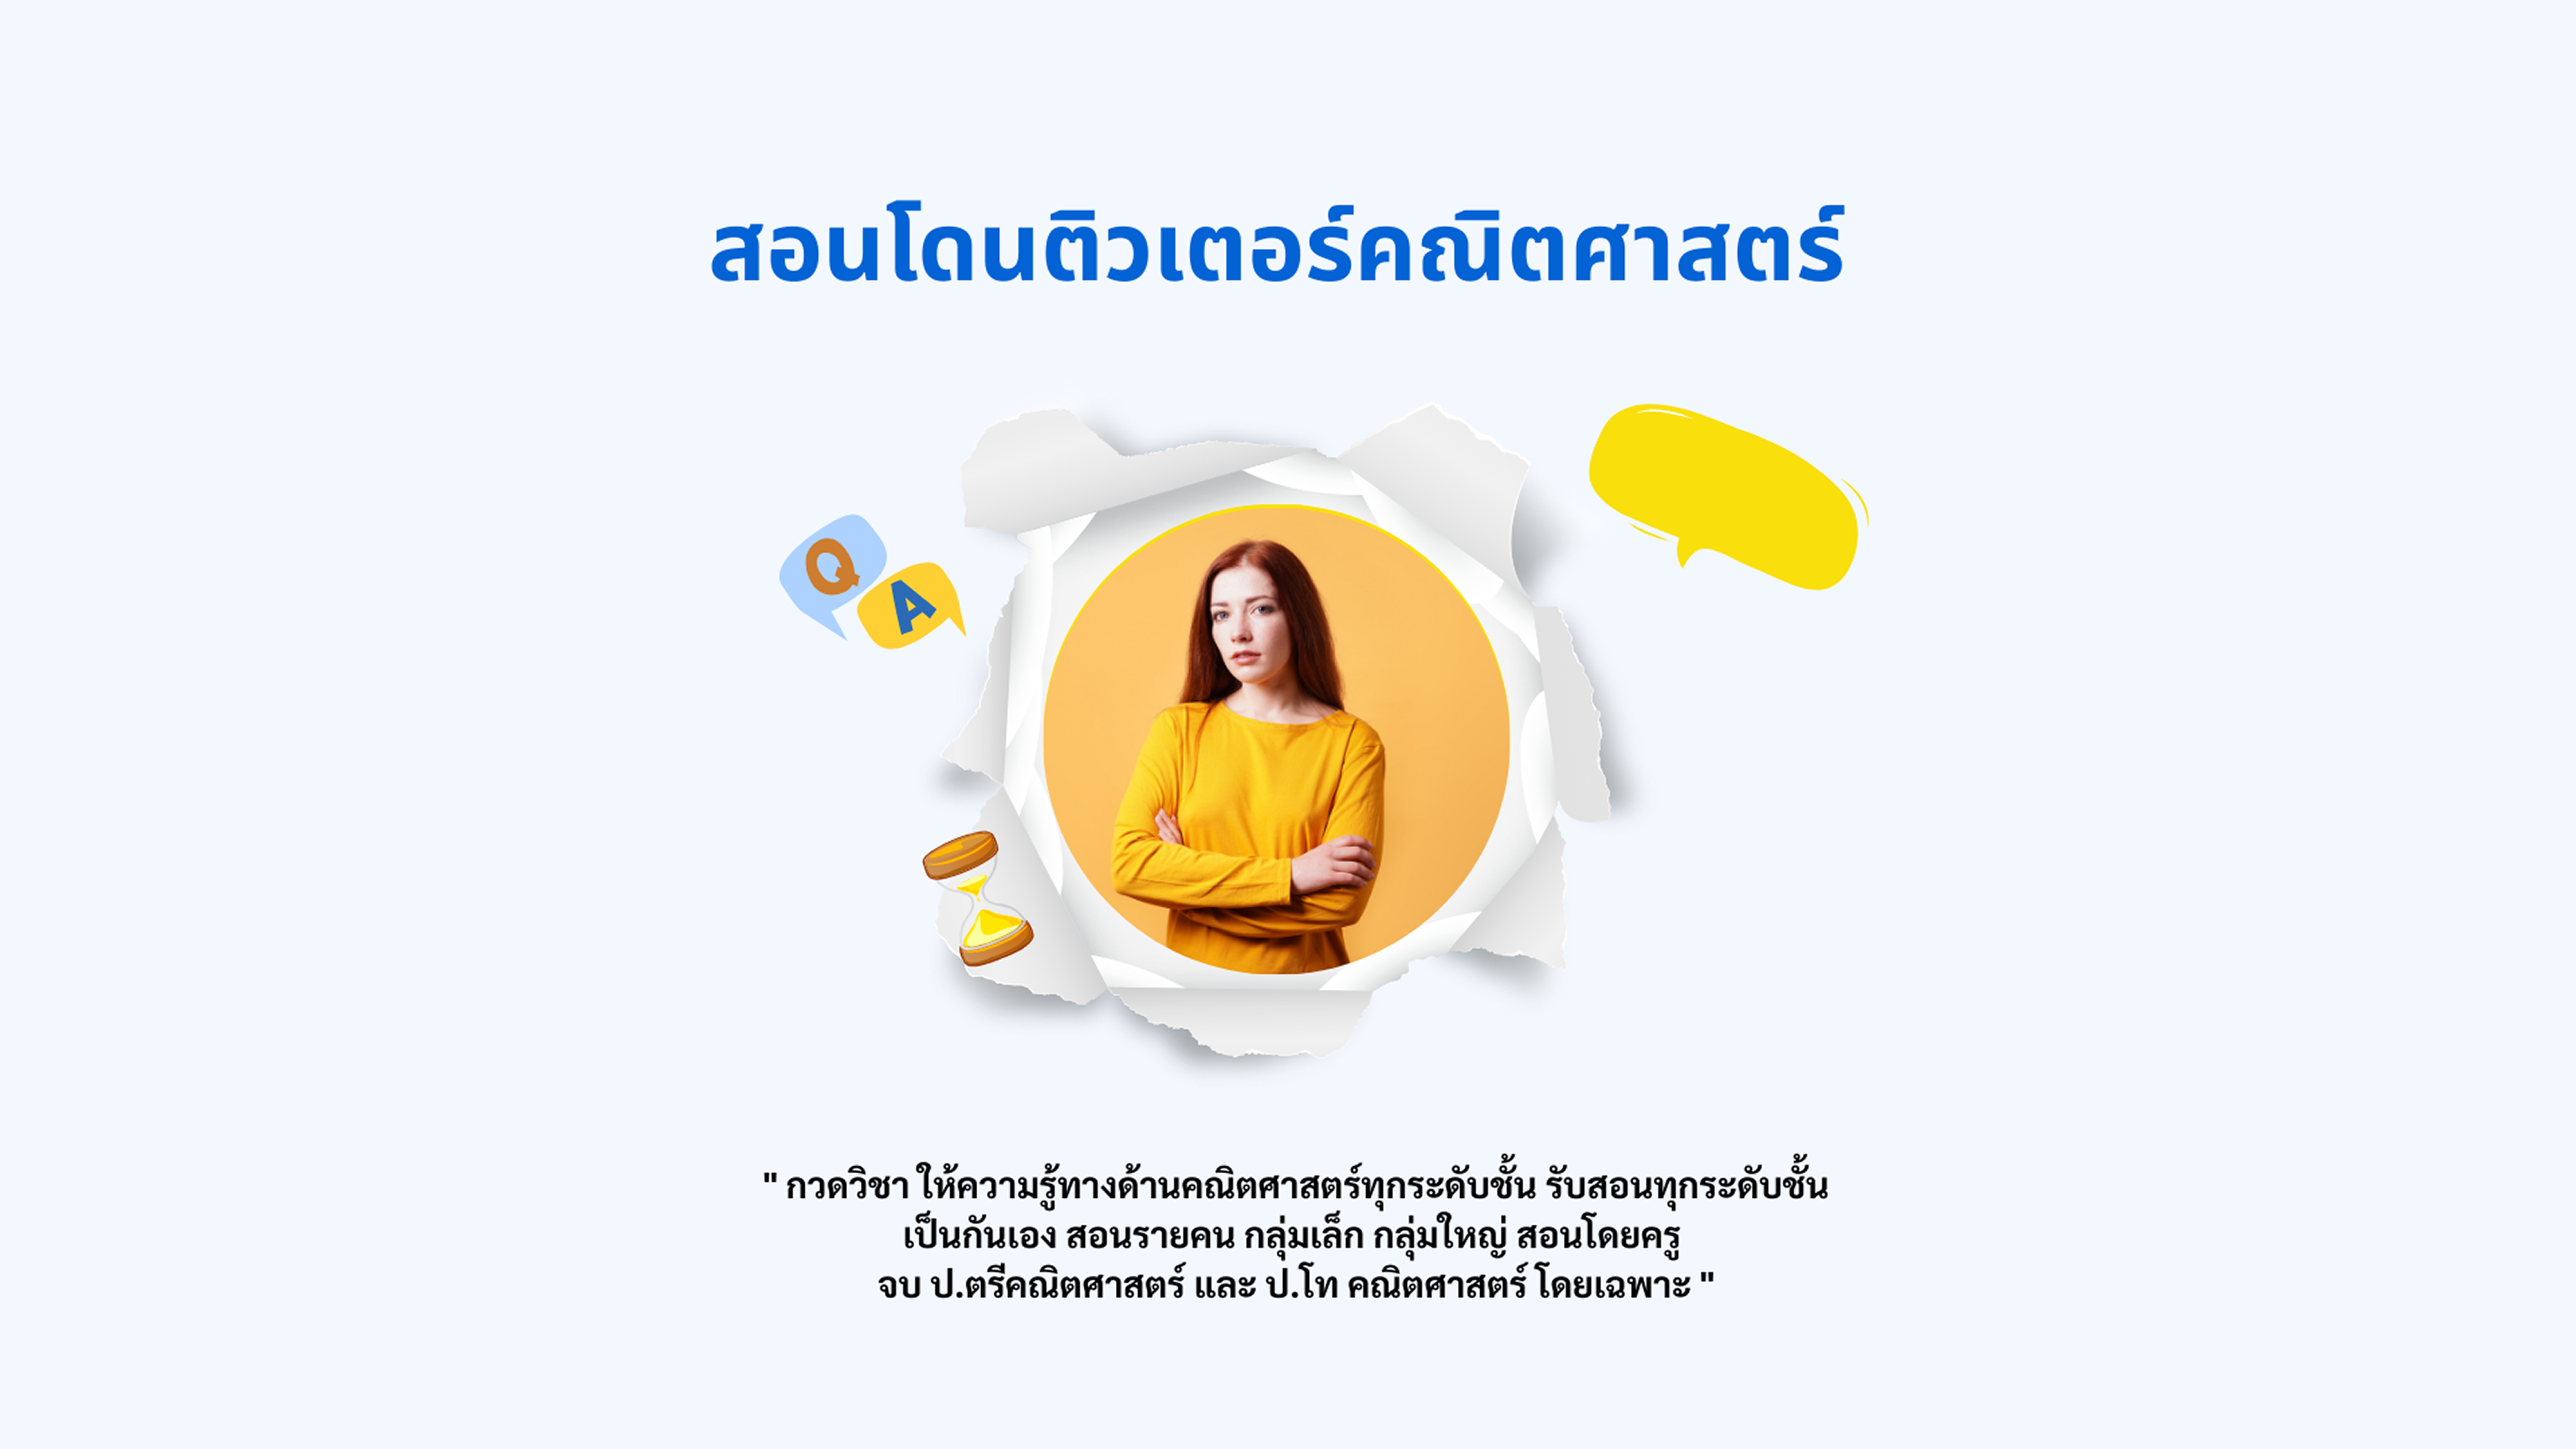 สอนโดนติวเตอร์คณิตศาสตร์
Q
A
" กวดวิชา ให้ความรู้ทางด้านคณิตศาสตร์ทุกระดับชั้น รับสอนทุกระดับชั้น
เป็นกันเอง สอนรายคน กลุ่มเล็ก กลุ่มใหญ่ สอนโดยครู
จบ ป.ตรีคณิตศาสตร์ และ ป.โท คณิตศาสตร์ โดยเฉพาะ "